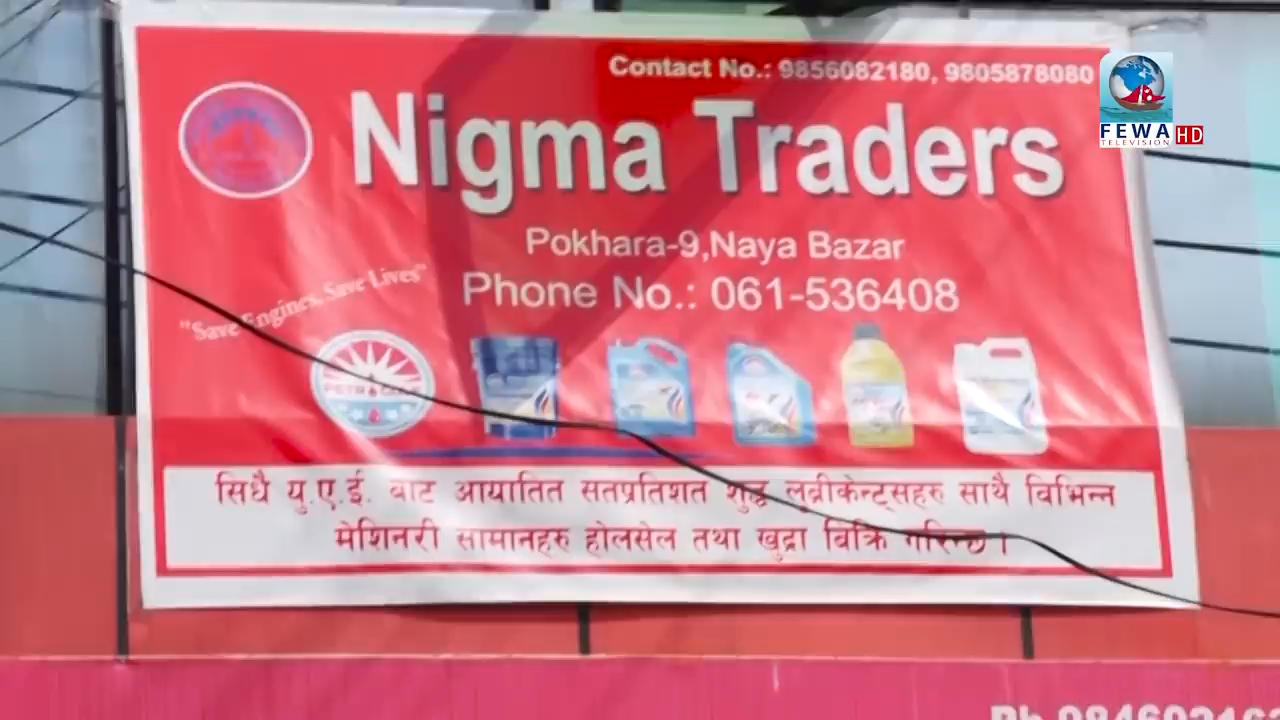 Contact No.: 9856082180, 9805878080
FEWA
TELEVISION HD
Nigma Traders
Pokhara-9,Naya Bazar
Phone No.: 061-536408
"Save Engines, Save Lives"
सिधै यु.ए.ई. बाट आयातित सतप्रतिशत शुद्ध लुब्रीकेन्ट्सहरु साथै विभिन्न
मेशिनरी सामानहरु होलसेल तथा खुद्रा विक्रि गरिन्छ।